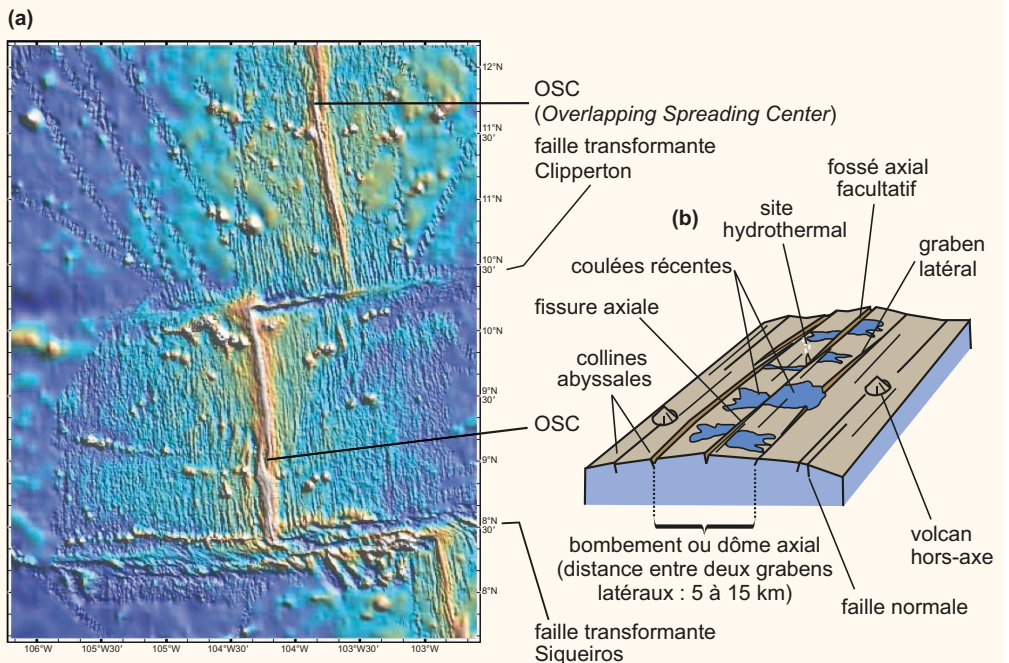 (a)
12°N
11°N
30'
11°N
10°N
30'
10°N
9°N
30'
9°N
8°N
30'
8°N
106°W
105°W30'
105°W
104°W30'
104°W
103°W30'
103°W
OSC
(Overlapping Spreading Center)
faille transformante
Clipperton
OSC
faille transformante
Siqueiros
(b)
fossé axial
facultatif
site
hydrothermal
graben
latéral
coulées récentes
fissure axiale
collines
abyssales
bombement ou dôme axial
(distance entre deux grabens
latéraux : 5 à 15 km)
volcan
hors-axe
faille normale